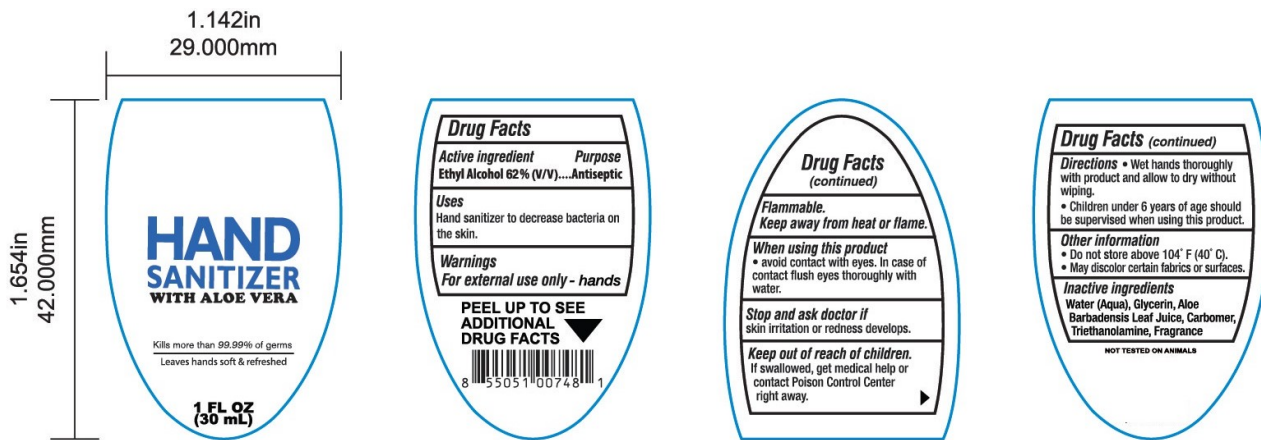 1.142in
29.000mm
1.654in
42.000mm
HAND
SANITIZER
WITH ALOE VERA
Kills more than 99.99% of germs
Leaves hands soft & refreshed
1 FL OZ
(30 mL)
Drug Facts
Active ingredient Purpose
Ethyl Alcohol 62% (V/V)....Antiseptic
Uses
Hand sanitizer to decrease bacteria on
the skin.
Warnings
For external use only - hands
PEEL UP TO SEE
ADDITIONAL
DRUG FACTS
8 55051 00748 1
Drug Facts
(continued)
Flammable.
Keep away from heat or flame.
When using this product
• avoid contact with eyes. In case of
contact flush eyes thoroughly with
water.
Stop and ask doctor if
skin irritation or redness develops.
Keep out of reach of children.
If swallowed, get medical help or
contact Poison Control Center
right away.
Drug Facts (continued)
Directions • Wet hands thoroughly
with product and allow to dry without
wiping.
• Children under 6 years of age should
be supervised when using this product.
Other information
• Do not store above 104° F (40° C).
• May discolor certain fabrics or surfaces.
Inactive ingredients
Water (Aqua), Glycerin, Aloe
Barbadensis Leaf Juice, Carbomer,
Triethanolamine, Fragrance
NOT TESTED ON ANIMALS